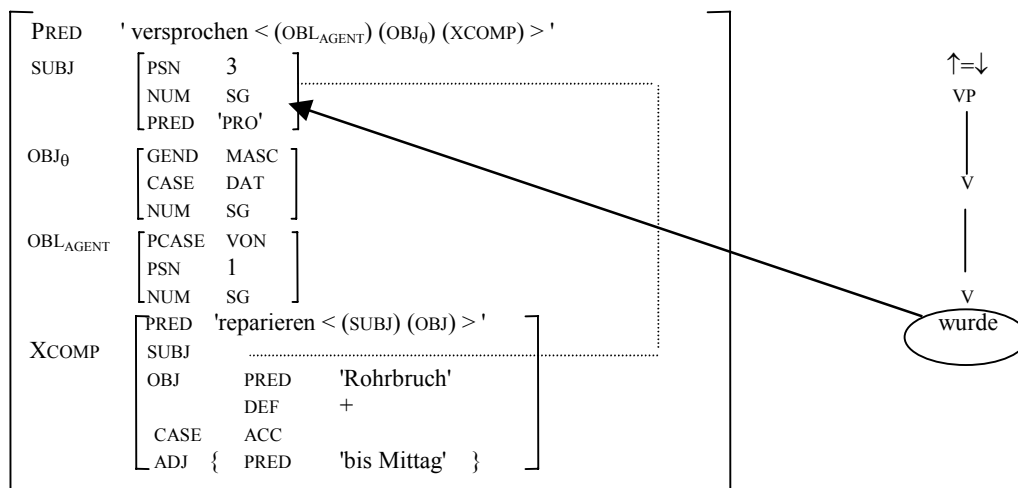 PRED ' versprochen < (OBLAGENT) (OBJθ) (XCOMP) > '
SUBJ PSN 3 ↑=↓
NUM SG VP
PRED 'PRO'
OBJθ GEND MASC
CASE DAT V
NUM SG
OBLAGENT PCASE VON
PSN 1
NUM SG V
PRED 'reparieren < (SUBJ) (OBJ) > ' wurde
XCOMP SUBJ
OBJ PRED 'Rohrbruch'
DEF +
CASE ACC
ADJ { PRED 'bis Mittag' }